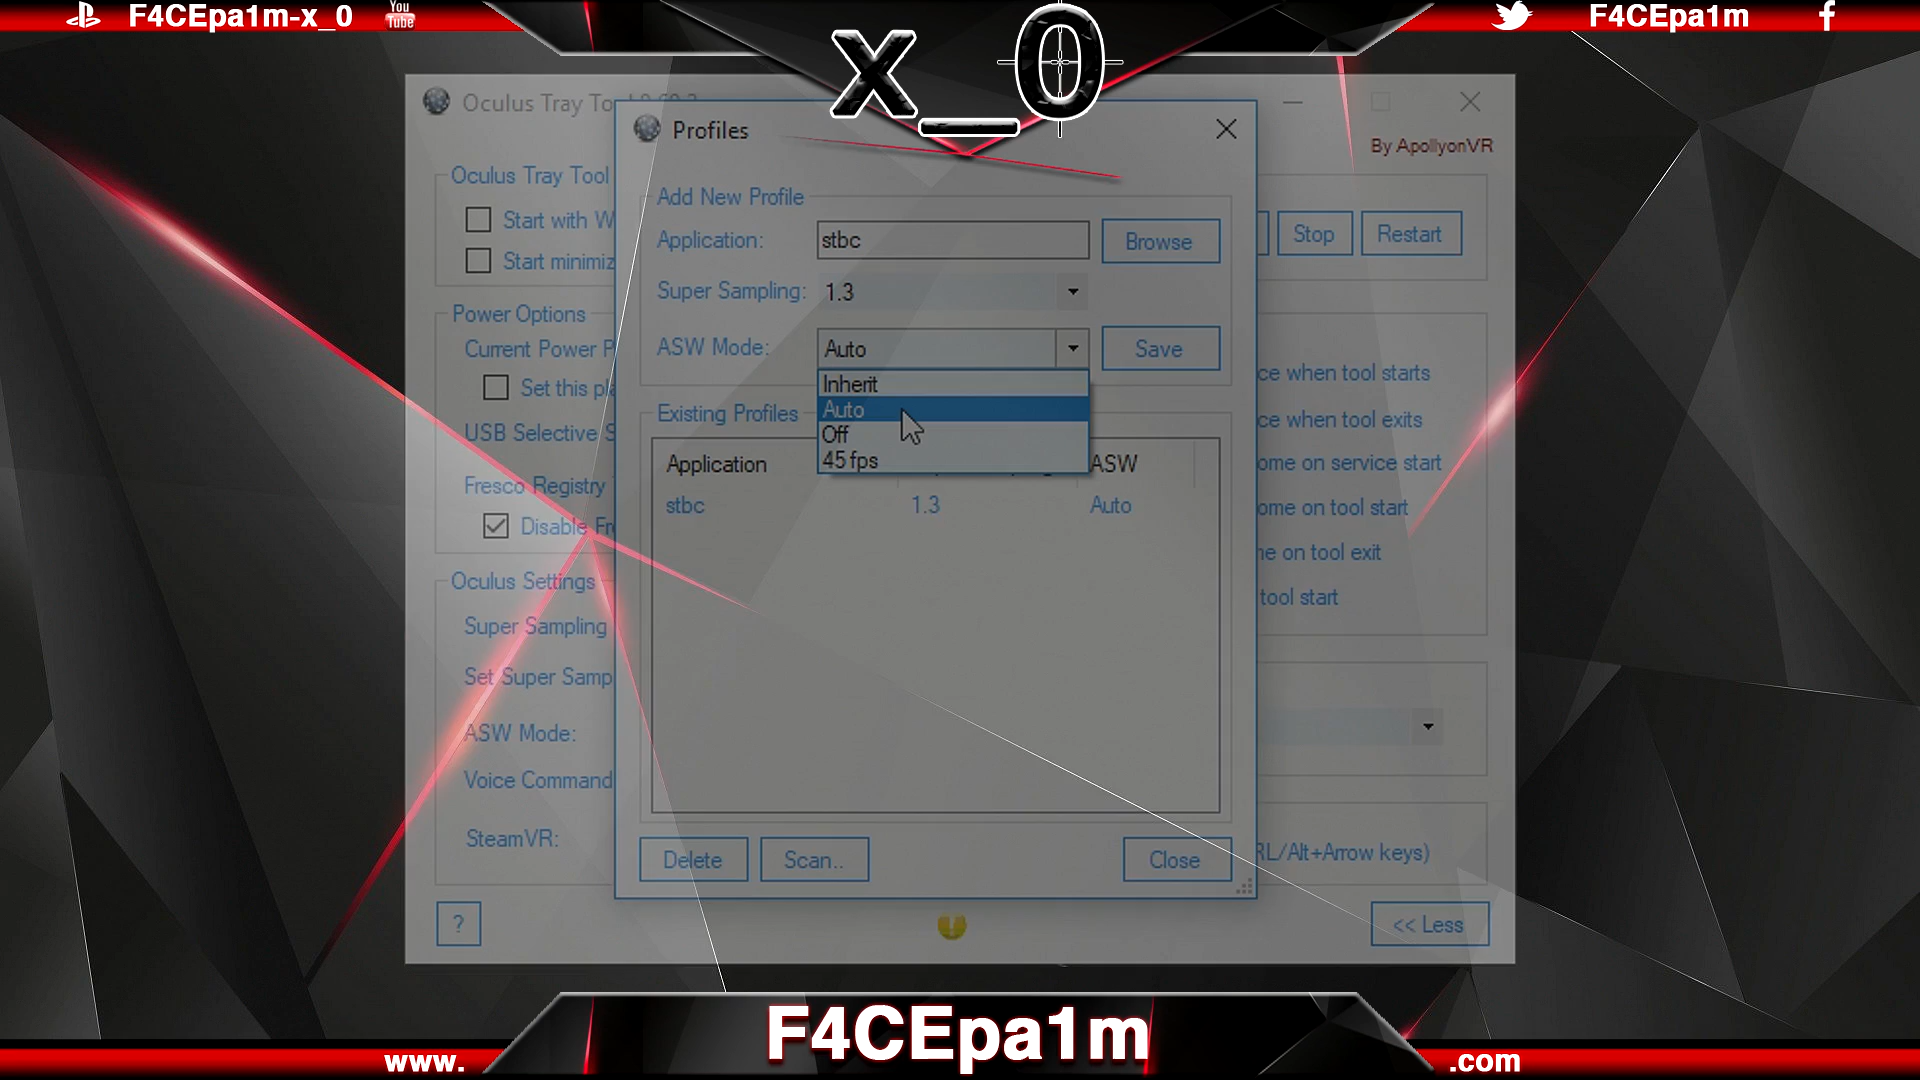 F4CEpa1m-x_0
You
Tube
x_0
F4CEpa1m
Oculus Tray
By ApollyonVR
Profiles
Oculus Tray Tool
Start with W
Start minimiz
Stop
Restart
Add New Profile
Application:
stbc
Browse
Super Sampling:
1.3
ASW Mode:
Auto
Save
Inherit
Auto
Off
45 fps
Power Options
Current Power P
Set this pla
USB Selective S
Fresco Registry
Disable Fr
Existing Profiles
Application
ASW
stbc
1.3
Auto
ce when tool starts
ce when tool exits
ome on service start
ome on tool start
ne on tool exit
tool start
Oculus Settings
Super Sampling
Set Super Samp
ASW Mode:
Voice Command
SteamVR:
RL/Alt+Arrow keys)
Delete
Scan..
Close
?
<< Less
www.
F4CEpa1m
.com